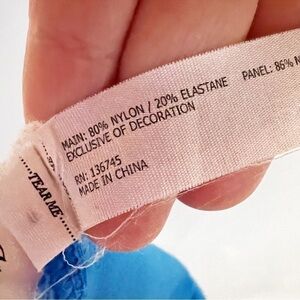 MAIN: 80% NYLON / 20% ELASTANE
EXCLUSIVE OF DECORATION
PANEL: 86% N
RN: 136745
MADE IN CHINA
TEAR ME